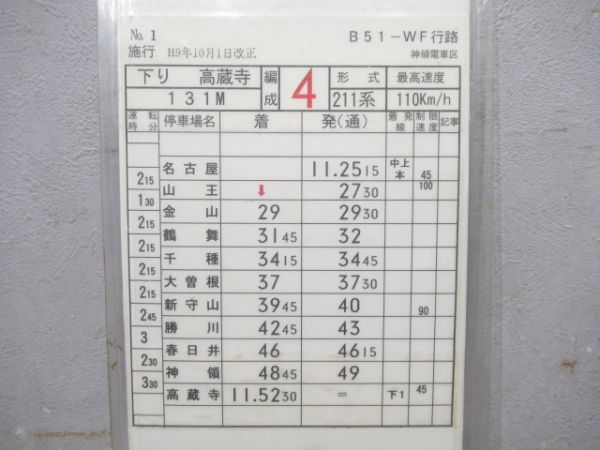 No. 1 B51-WF行路
施行 H9年10月1日改正 神領電車区
下り 高蔵寺 編成 4 形式 最高速度
131M 211系 110Km/h
運転時分 停車場名 着 発(通) 着発線 制限速度 記事
名古屋 11.25 15 中上本 45
2 15 山王 ↓ 27 30 100
1 30 金山 29 29 30
2 15 鶴舞 31 45 32
2 15 千種 34 15 34 45
2 15 大曽根 37 37 30
2 15 新守山 39 45 40 90
2 45 勝川 42 45 43
3 春日井 46 46 15
2 30 神領 48 45 49
3 30 高蔵寺 11.52 30 = 下1 45